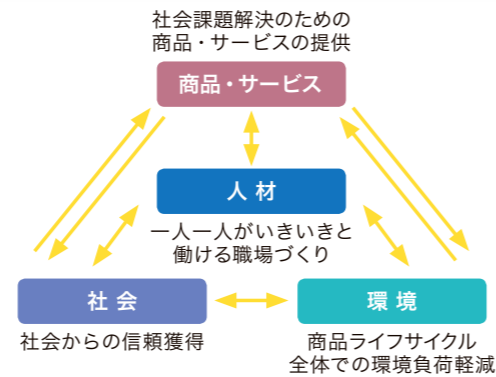 社会課題解決のための
商品・サービスの提供
商品・サービス
人材
一人一人がいきいきと
働ける職場づくり
社会
社会からの信頼獲得
環境
商品ライフサイクル
全体での環境負荷軽減